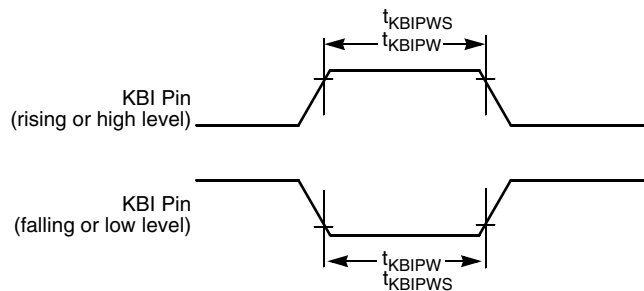 tKBIPWS
tKBIPW
KBI Pin
(rising or high level)
KBI Pin
(falling or low level)
tKBIPW
tKBIPWS